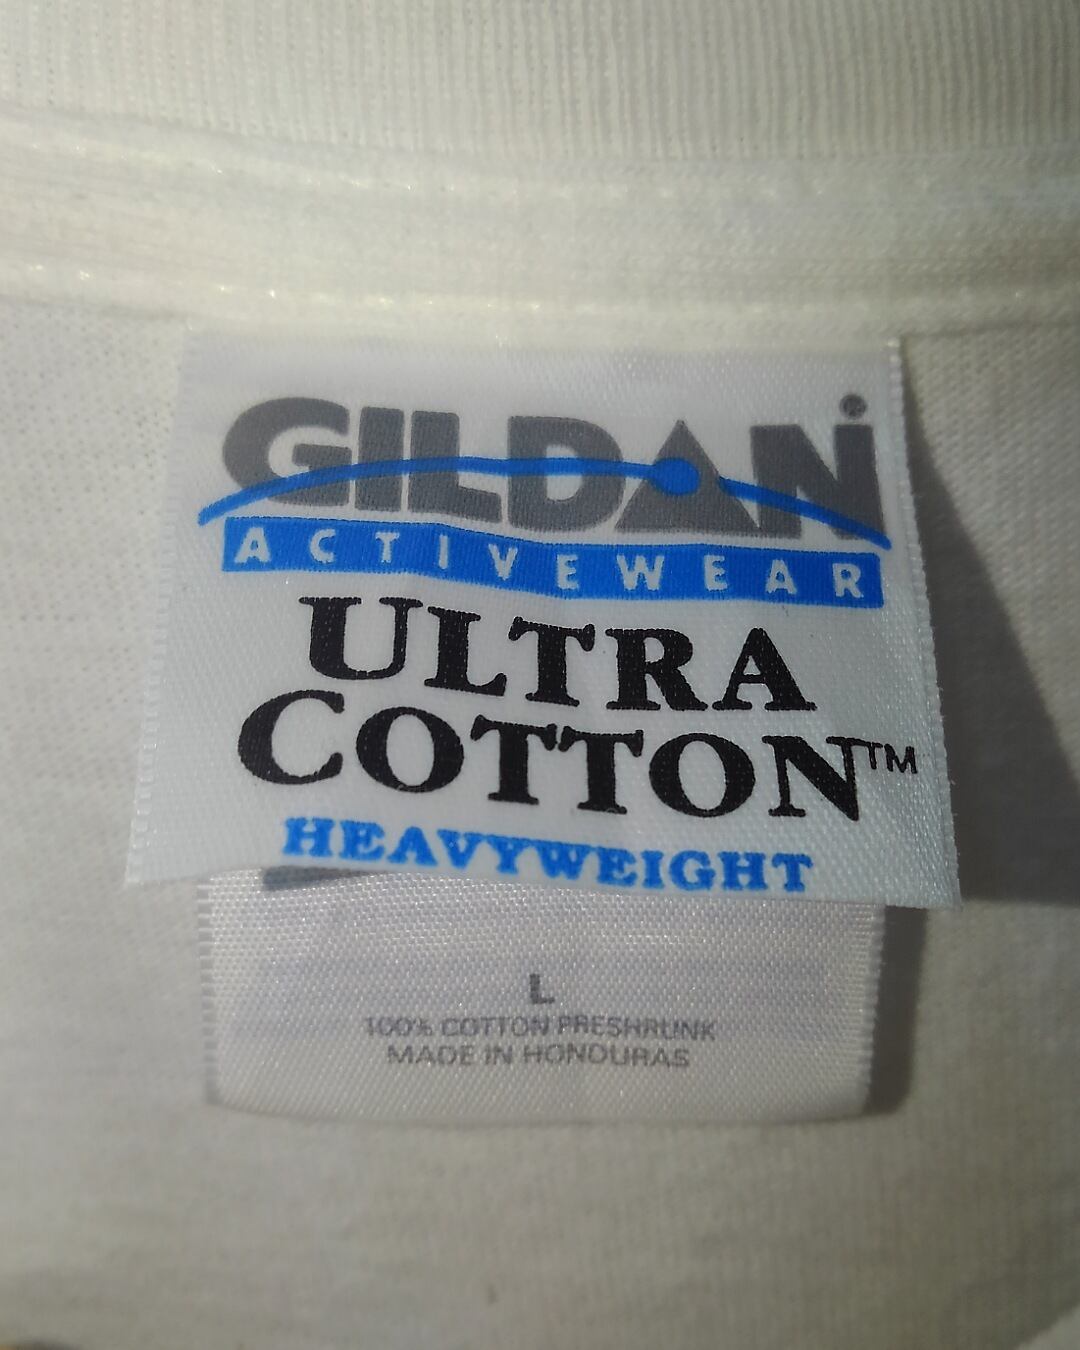 GILDAN®
ACTIVEWEAR
ULTRA
COTTON™
HEAVYWEIGHT
L
100% COTTON PRESHRUNK
MADE IN HONDURAS